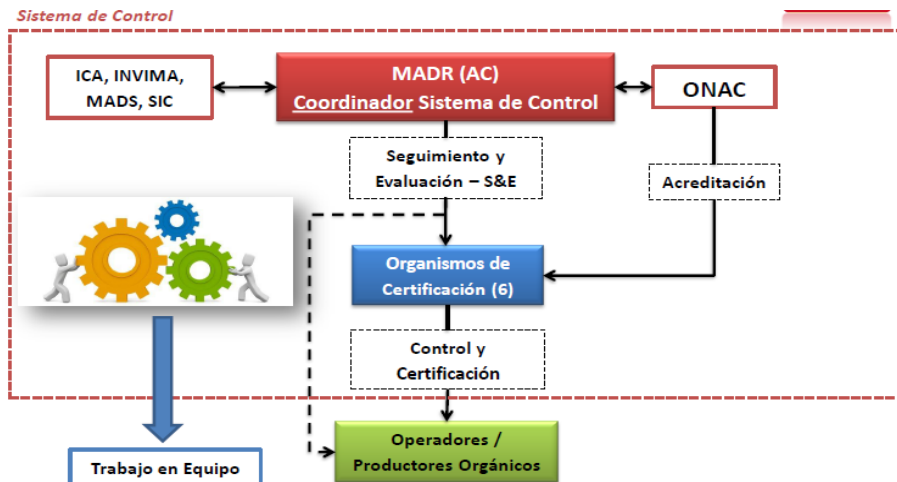 Sistema de Control
ICA, INVIMA,
MADS, SIC
MADR (AC)
Coordinador Sistema de Control
ONAC
Seguimiento y
Evaluación – S&E
Acreditación
Organismos de
Certificación (6)
Control y
Certificación
Operadores /
Productores Orgánicos
Trabajo en Equipo